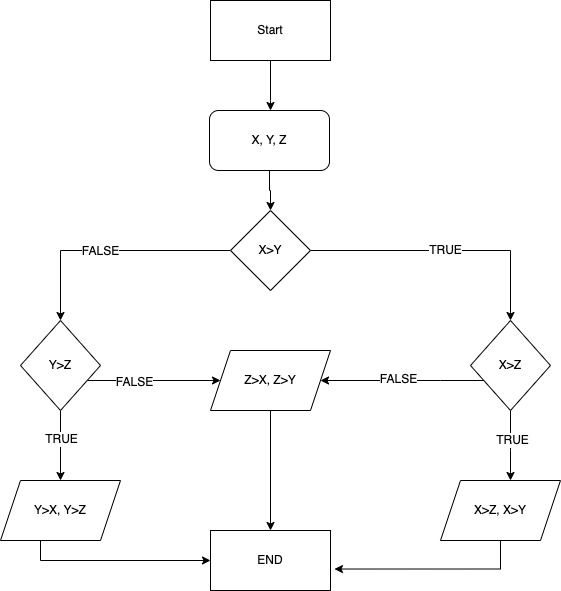 Start
X, Y, Z
X>Y
FALSE
TRUE
Y>Z
FALSE
Z>X, Z>Y
FALSE
X>Z
TRUE
TRUE
Y>X, Y>Z
X>Z, X>Y
END